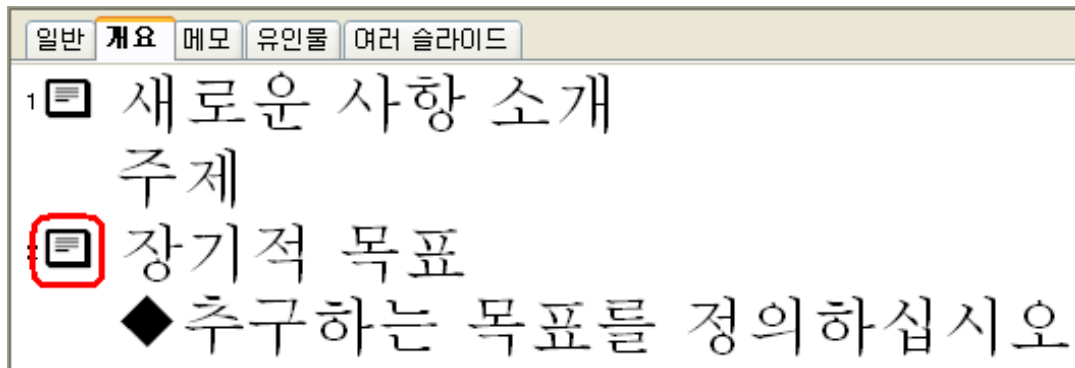 일반 개요 메모 유인물 여러 슬라이드
1 새로운 사항 소개
주제
2 장기적 목표
◆추구하는 목표를 정의하십시오